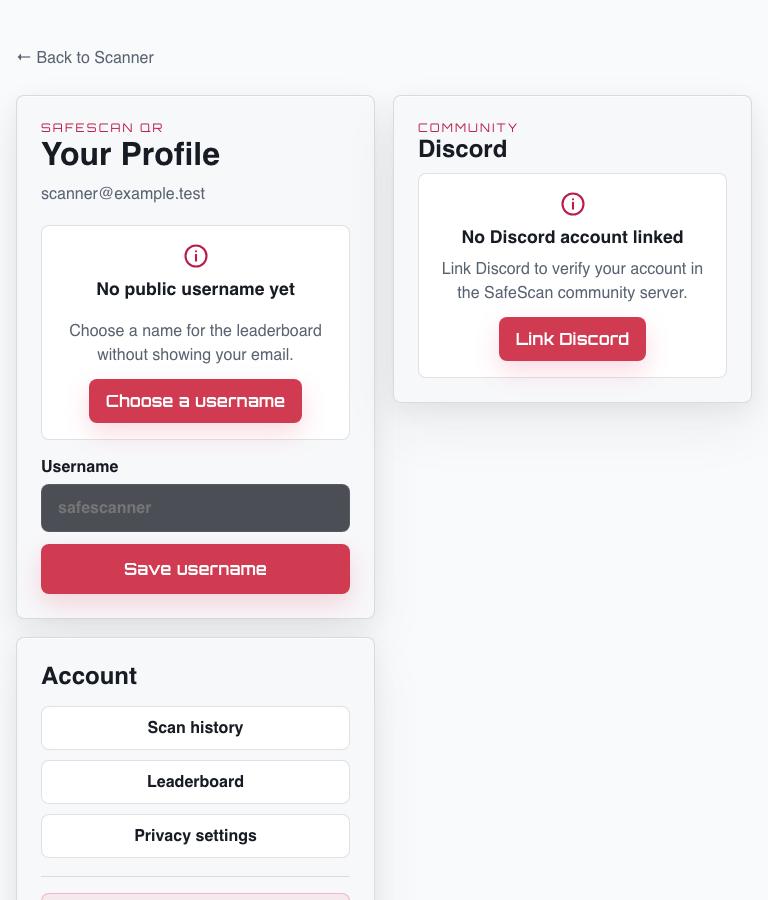 ← Back to Scanner
SAFESCAN QR
Your Profile
scanner@example.test
No public username yet
Choose a name for the leaderboard
without showing your email.
Choose a username
Username
safescanner
Save username
Account
Scan history
Leaderboard
Privacy settings
COMMUNITY
Discord
No Discord account linked
Link Discord to verify your account in
the SafeScan community server.
Link Discord